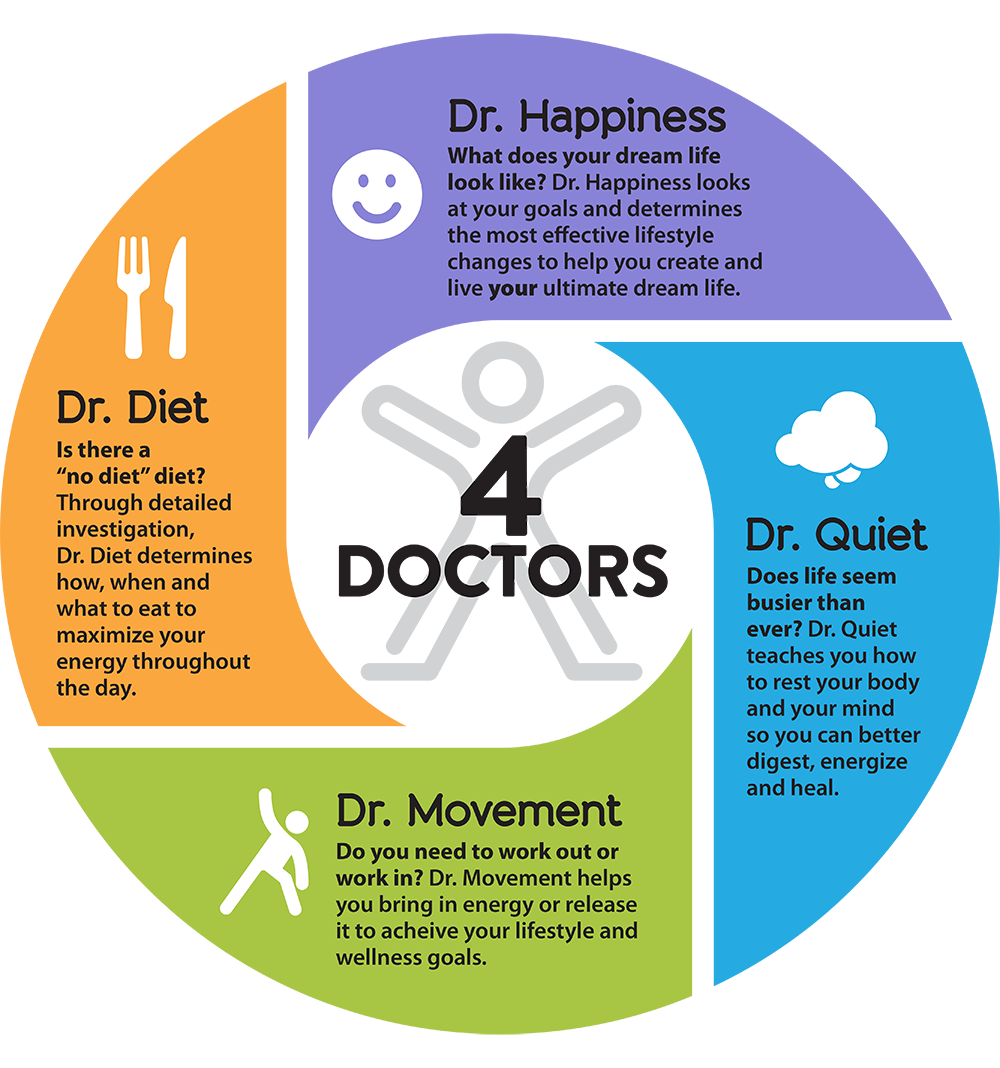 Dr. Happiness
What does your dream life
look like? Dr. Happiness looks
at your goals and determines
the most effective lifestyle
changes to help you create and
live your ultimate dream life.
Dr. Quiet
Does life seem
busier than
ever? Dr. Quiet
teaches you how
to rest your body
and your mind
so you can better
digest, energize
and heal.
Dr. Movement
Do you need to work out or
work in? Dr. Movement helps
you bring in energy or release
it to acheive your lifestyle and
wellness goals.
Dr. Diet
Is there a
“no diet” diet?
Through detailed
investigation,
Dr. Diet determines
how, when and
what to eat to
maximize your
energy throughout
the day.
4
DOCTORS